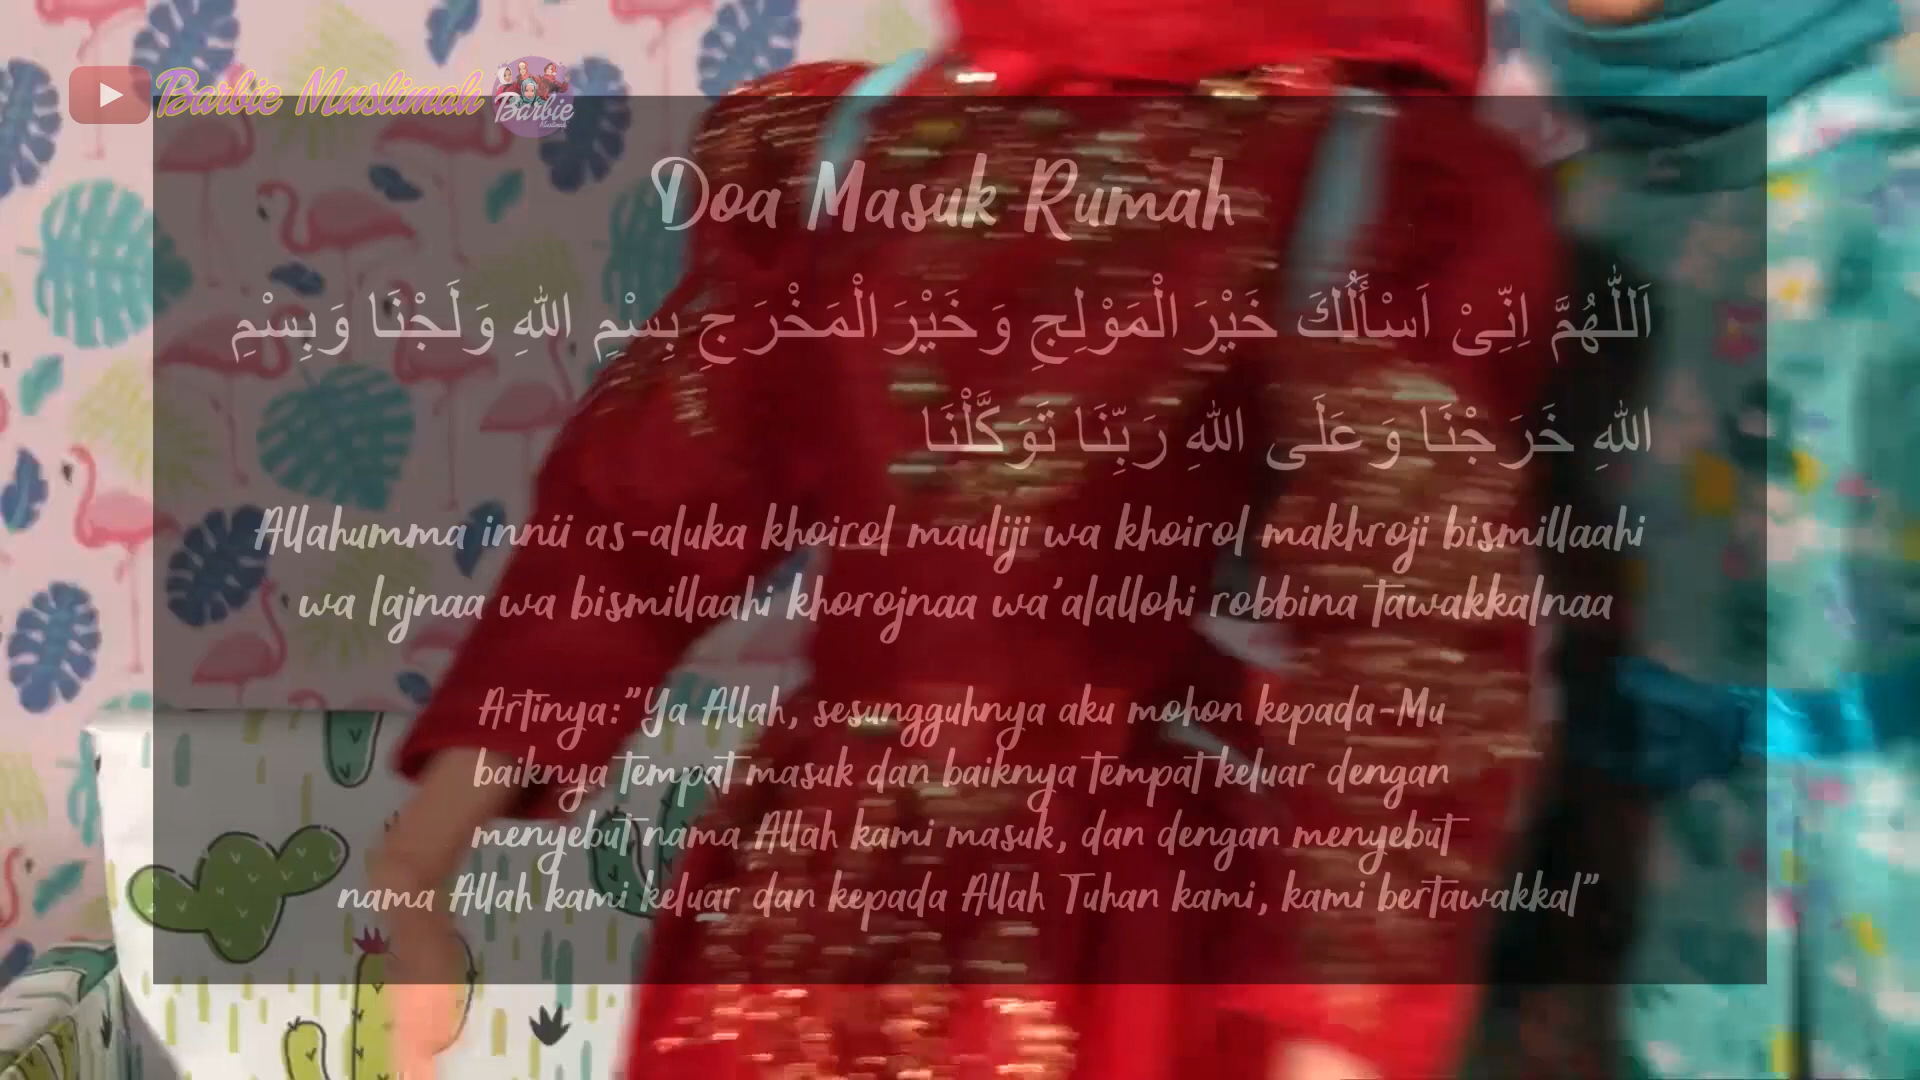 Barbie Muslimah
Barbie
Muslimah
Doa Masuk Rumah
اَللّٰهُمَّ اِنِّىْ اَسْأَلُكَ خَيْرَ الْمَوْلِجِ وَخَيْرَ الْمَخْرَجِ بِسْمِ اللهِ وَلَجْنَا وَبِسْمِ
اللهِ خَرَجْنَا وَعَلَى اللهِ رَبِّنَا تَوَكَّلْنَا
Allahumma innii as-aluka khoirol mauliji wa khoirol makhroji bismillaahi
wa lajnaa wa bismillaahi khorojnaa wa'alallohi robbina tawakkalnaa
Artinya:"Ya Allah, sesungguhnya aku mohon kepada-Mu
baiknya tempat masuk dan baiknya tempat keluar dengan
menyebut nama Allah kami masuk, dan dengan menyebut
nama Allah kami keluar dan kepada Allah Tuhan kami, kami bertawakkal"